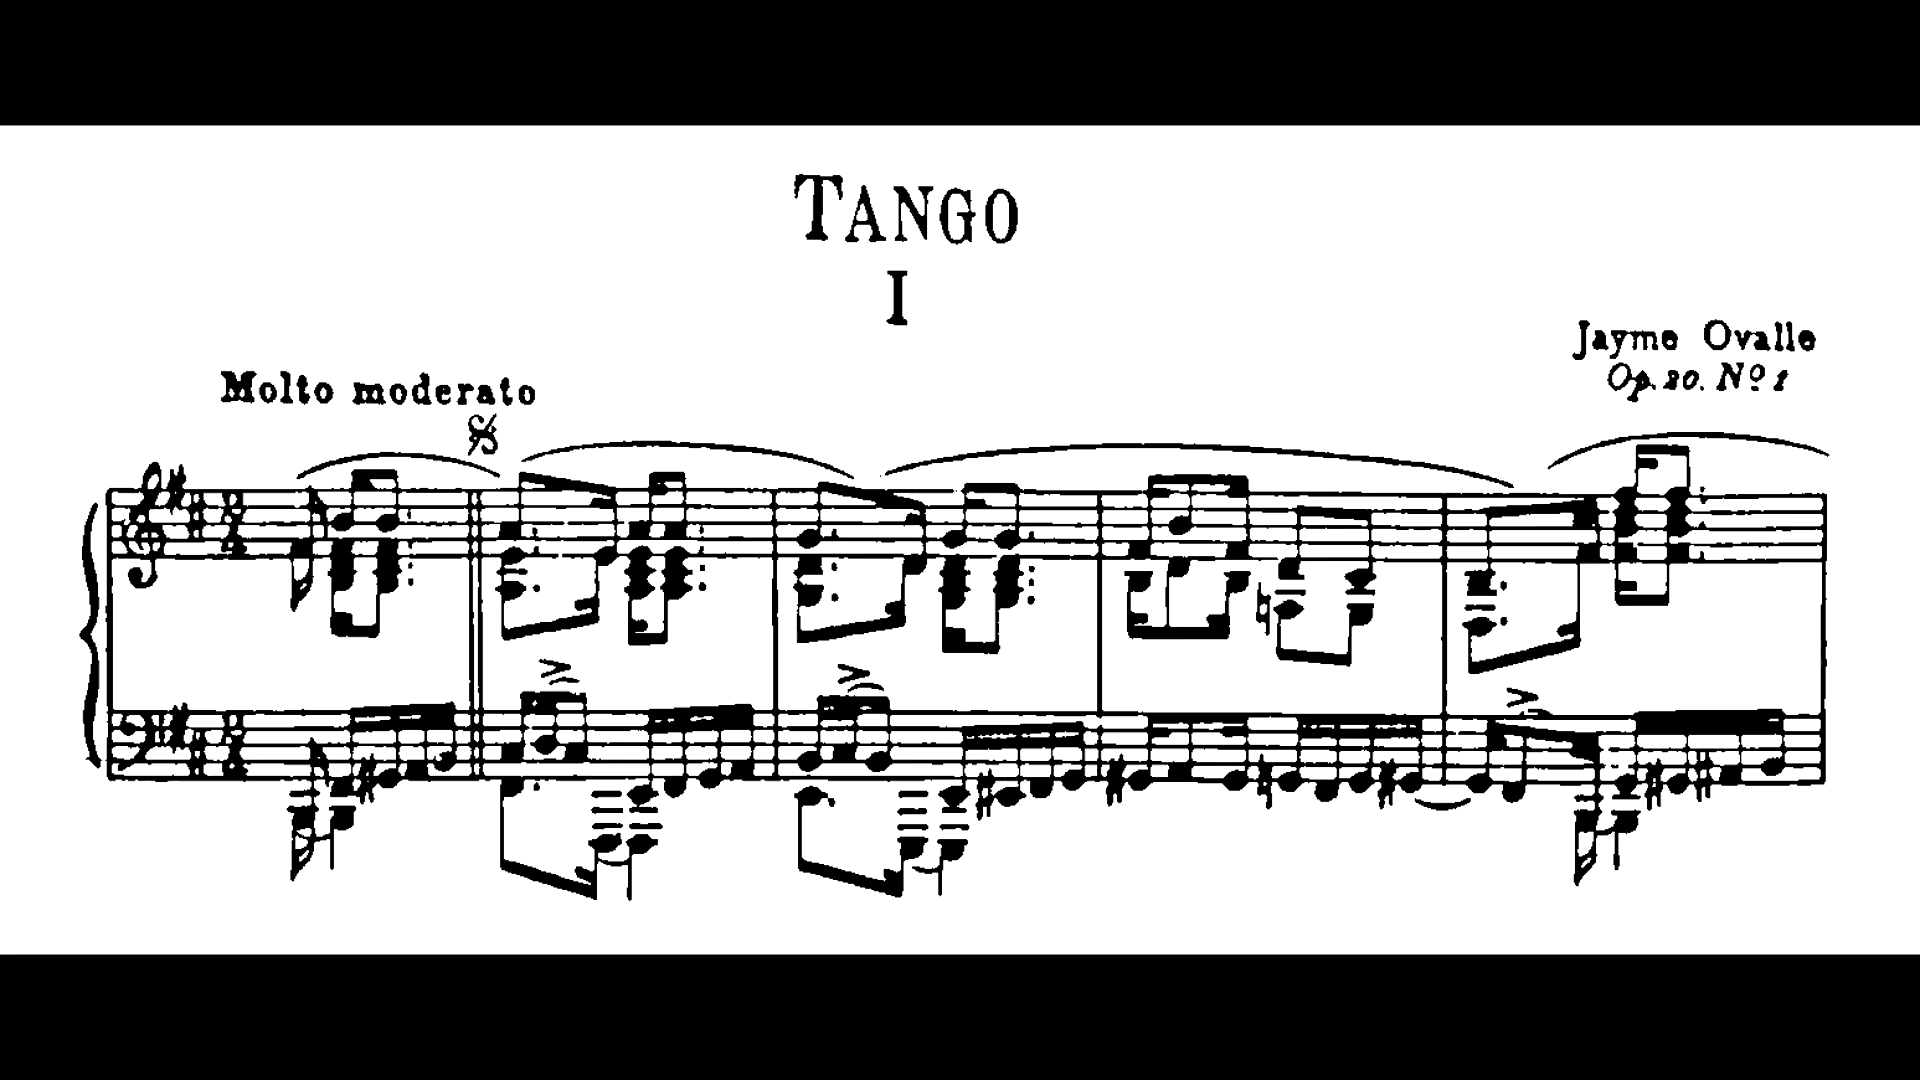 TANGO
I
Jayme Ovalle
Op. 20. Nº 1
Molto moderato